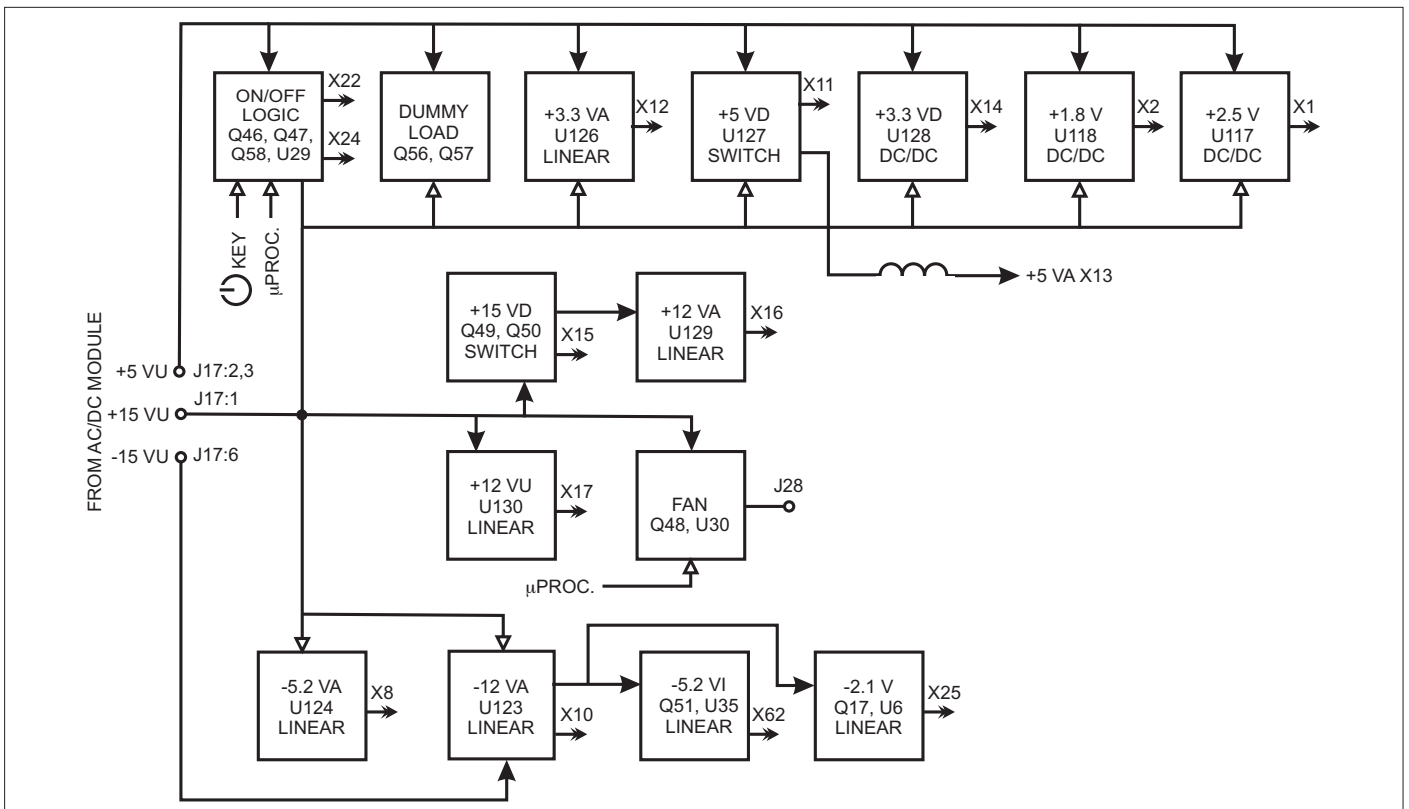 X22
X24
ON/OFF
LOGIC
Q46, Q47,
Q58, U29
DUMMY
LOAD
Q56, Q57
+3.3 VA
U126
LINEAR
X12
+5 VD
U127
SWITCH
X11
+3.3 VD
U128
DC/DC
X14
+1.8 V
U118
DC/DC
X2
+2.5 V
U117
DC/DC
X1
KEY
μPROC.
+5 VA X13
+15 VD
Q49, Q50
SWITCH
X15
+12 VA
U129
LINEAR
X16
FROM AC/DC MODULE
+5 VU J17:2,3
+15 VU J17:1
-15 VU J17:6
+12 VU
U130
LINEAR
X17
FAN
Q48, U30
J28
μPROC.
-5.2 VA
U124
LINEAR
X8
-12 VA
U123
LINEAR
X10
-5.2 VI
Q51, U35
LINEAR
X62
-2.1 V
Q17, U6
LINEAR
X25